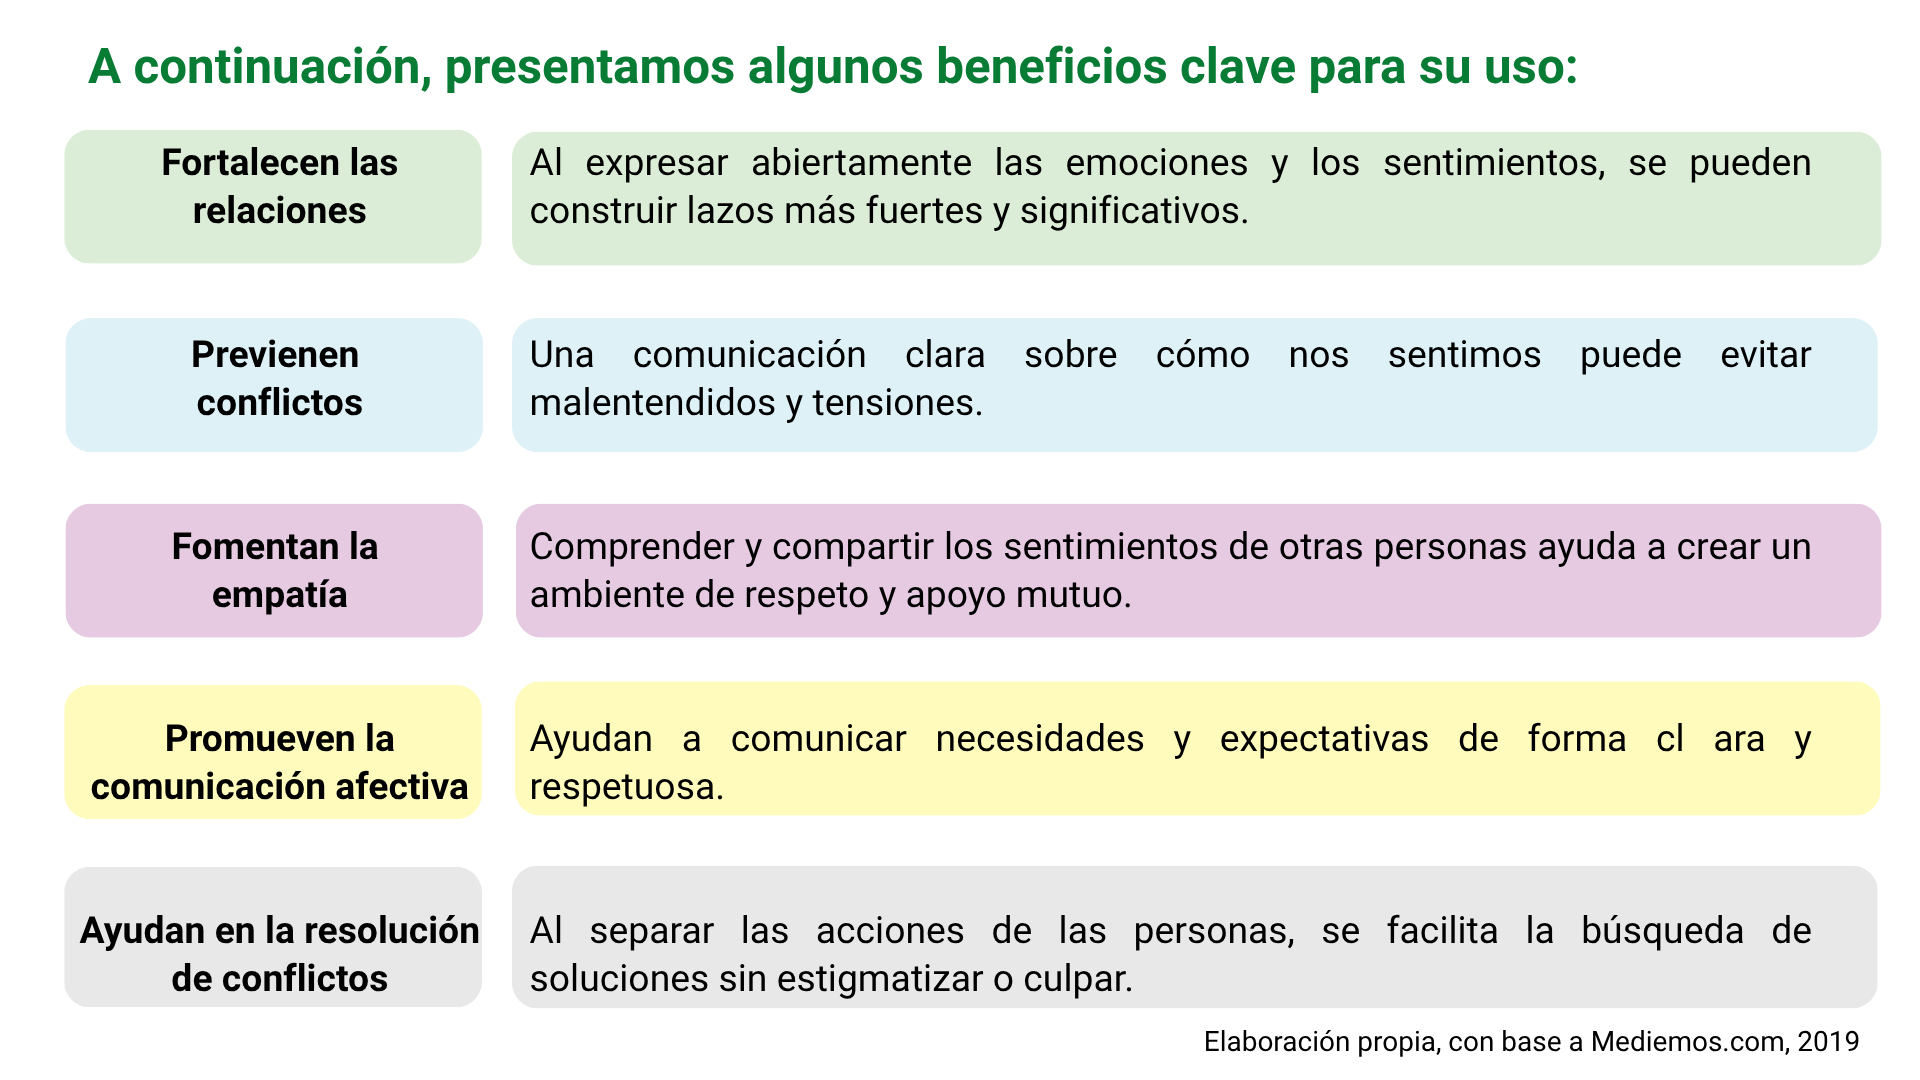 A continuación, presentamos algunos beneficios clave para su uso:
Fortalecen las
relaciones
Al expresar abiertamente las emociones y los sentimientos, se pueden
construir lazos más fuertes y significativos.
Previenen
conflictos
Una comunicación clara sobre cómo nos sentimos puede evitar
malentendidos y tensiones.
Fomentan la
empatía
Comprender y compartir los sentimientos de otras personas ayuda a crear un
ambiente de respeto y apoyo mutuo.
Promueven la
comunicación afectiva
Ayudan a comunicar necesidades y expectativas de forma cl ara y
respetuosa.
Ayudan en la resolución
de conflictos
Al separar las acciones de las personas, se facilita la búsqueda de
soluciones sin estigmatizar o culpar.
Elaboración propia, con base a Mediemos.com, 2019